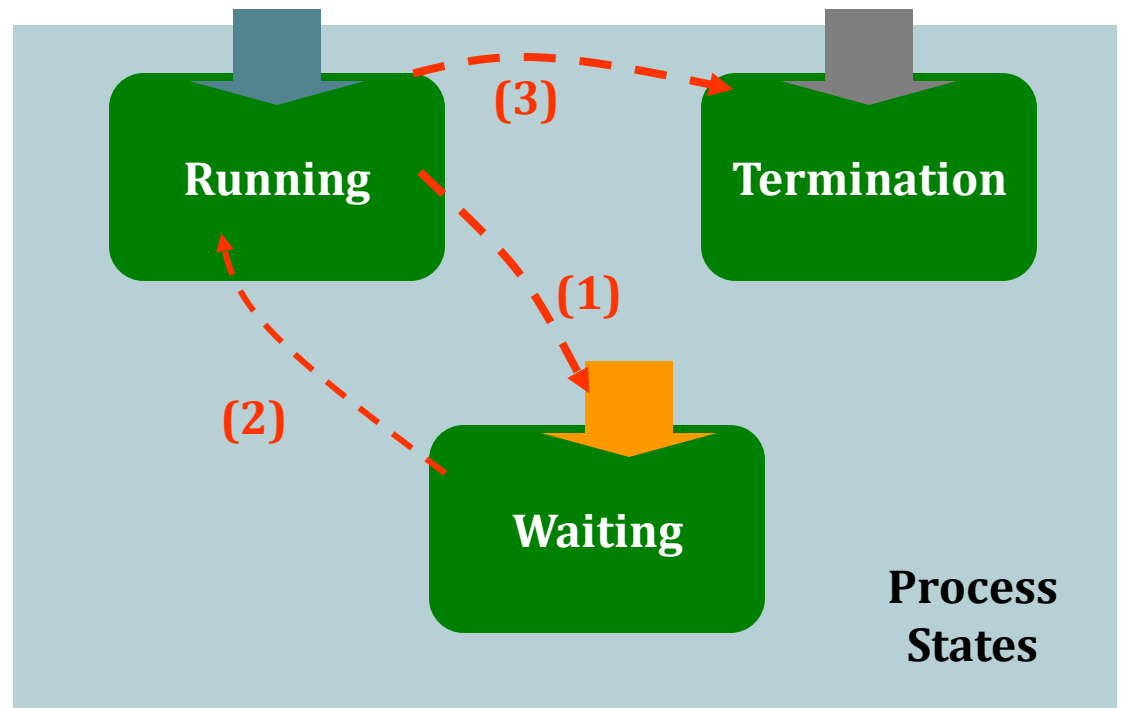 (3)
Running
Termination
(1)
(2)
Waiting
Process
States